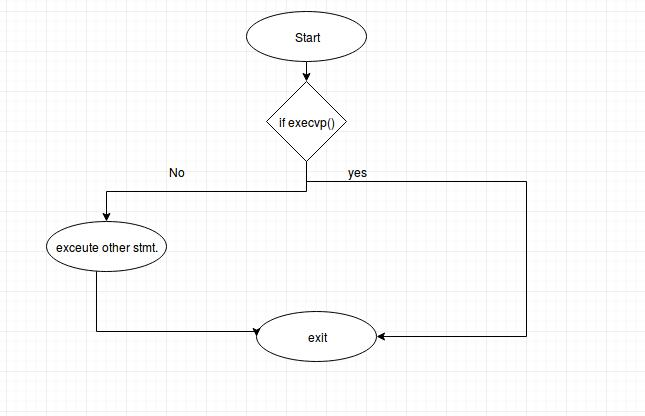 Start
if execvp()
No
yes
exceute other stmt.
exit